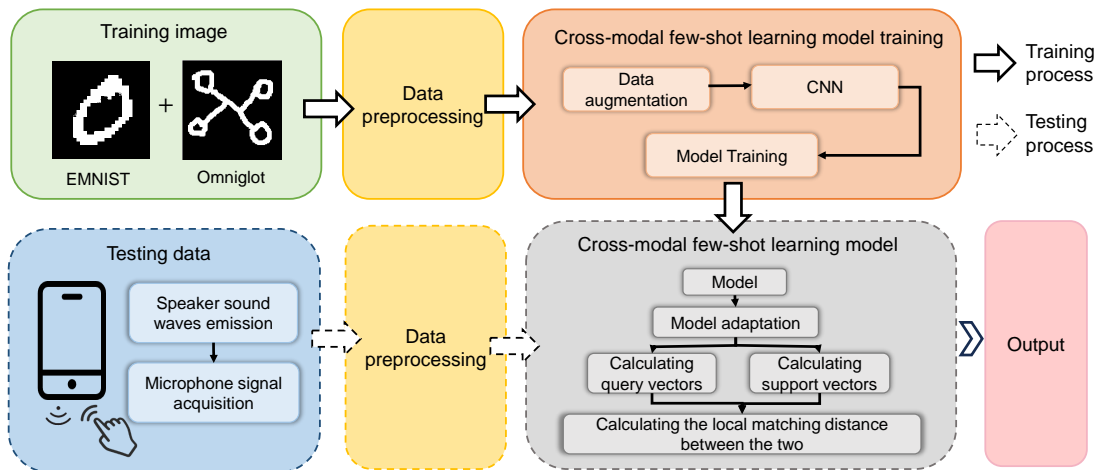 Training image
+
EMNIST
Omniglot
Data
preprocessing
Cross-modal few-shot learning model training
Data
augmentation
CNN
Model Training
Training
process
Testing
process
Testing data
Speaker sound
waves emission
Microphone signal
acquisition
Data
preprocessing
Cross-modal few-shot learning model
Model
Model adaptation
Calculating
query vectors
Calculating
support vectors
Calculating the local matching distance
between the two
Output